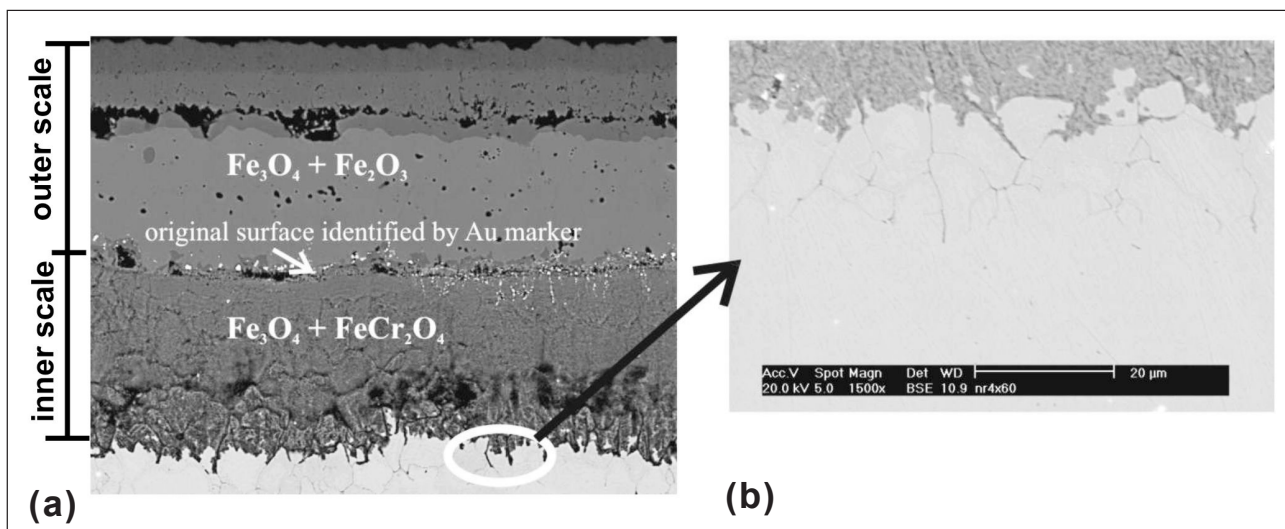 outer scale
inner scale
Fe₃O₄ + Fe₂O₃
original surface identified by Au marker
Fe₃O₄ + FeCr₂O₄
(a)
Acc.V Spot Magn Det WD 20 µm
20.0 kV 5.0 1500x BSE 10.9 nr4x60
(b)